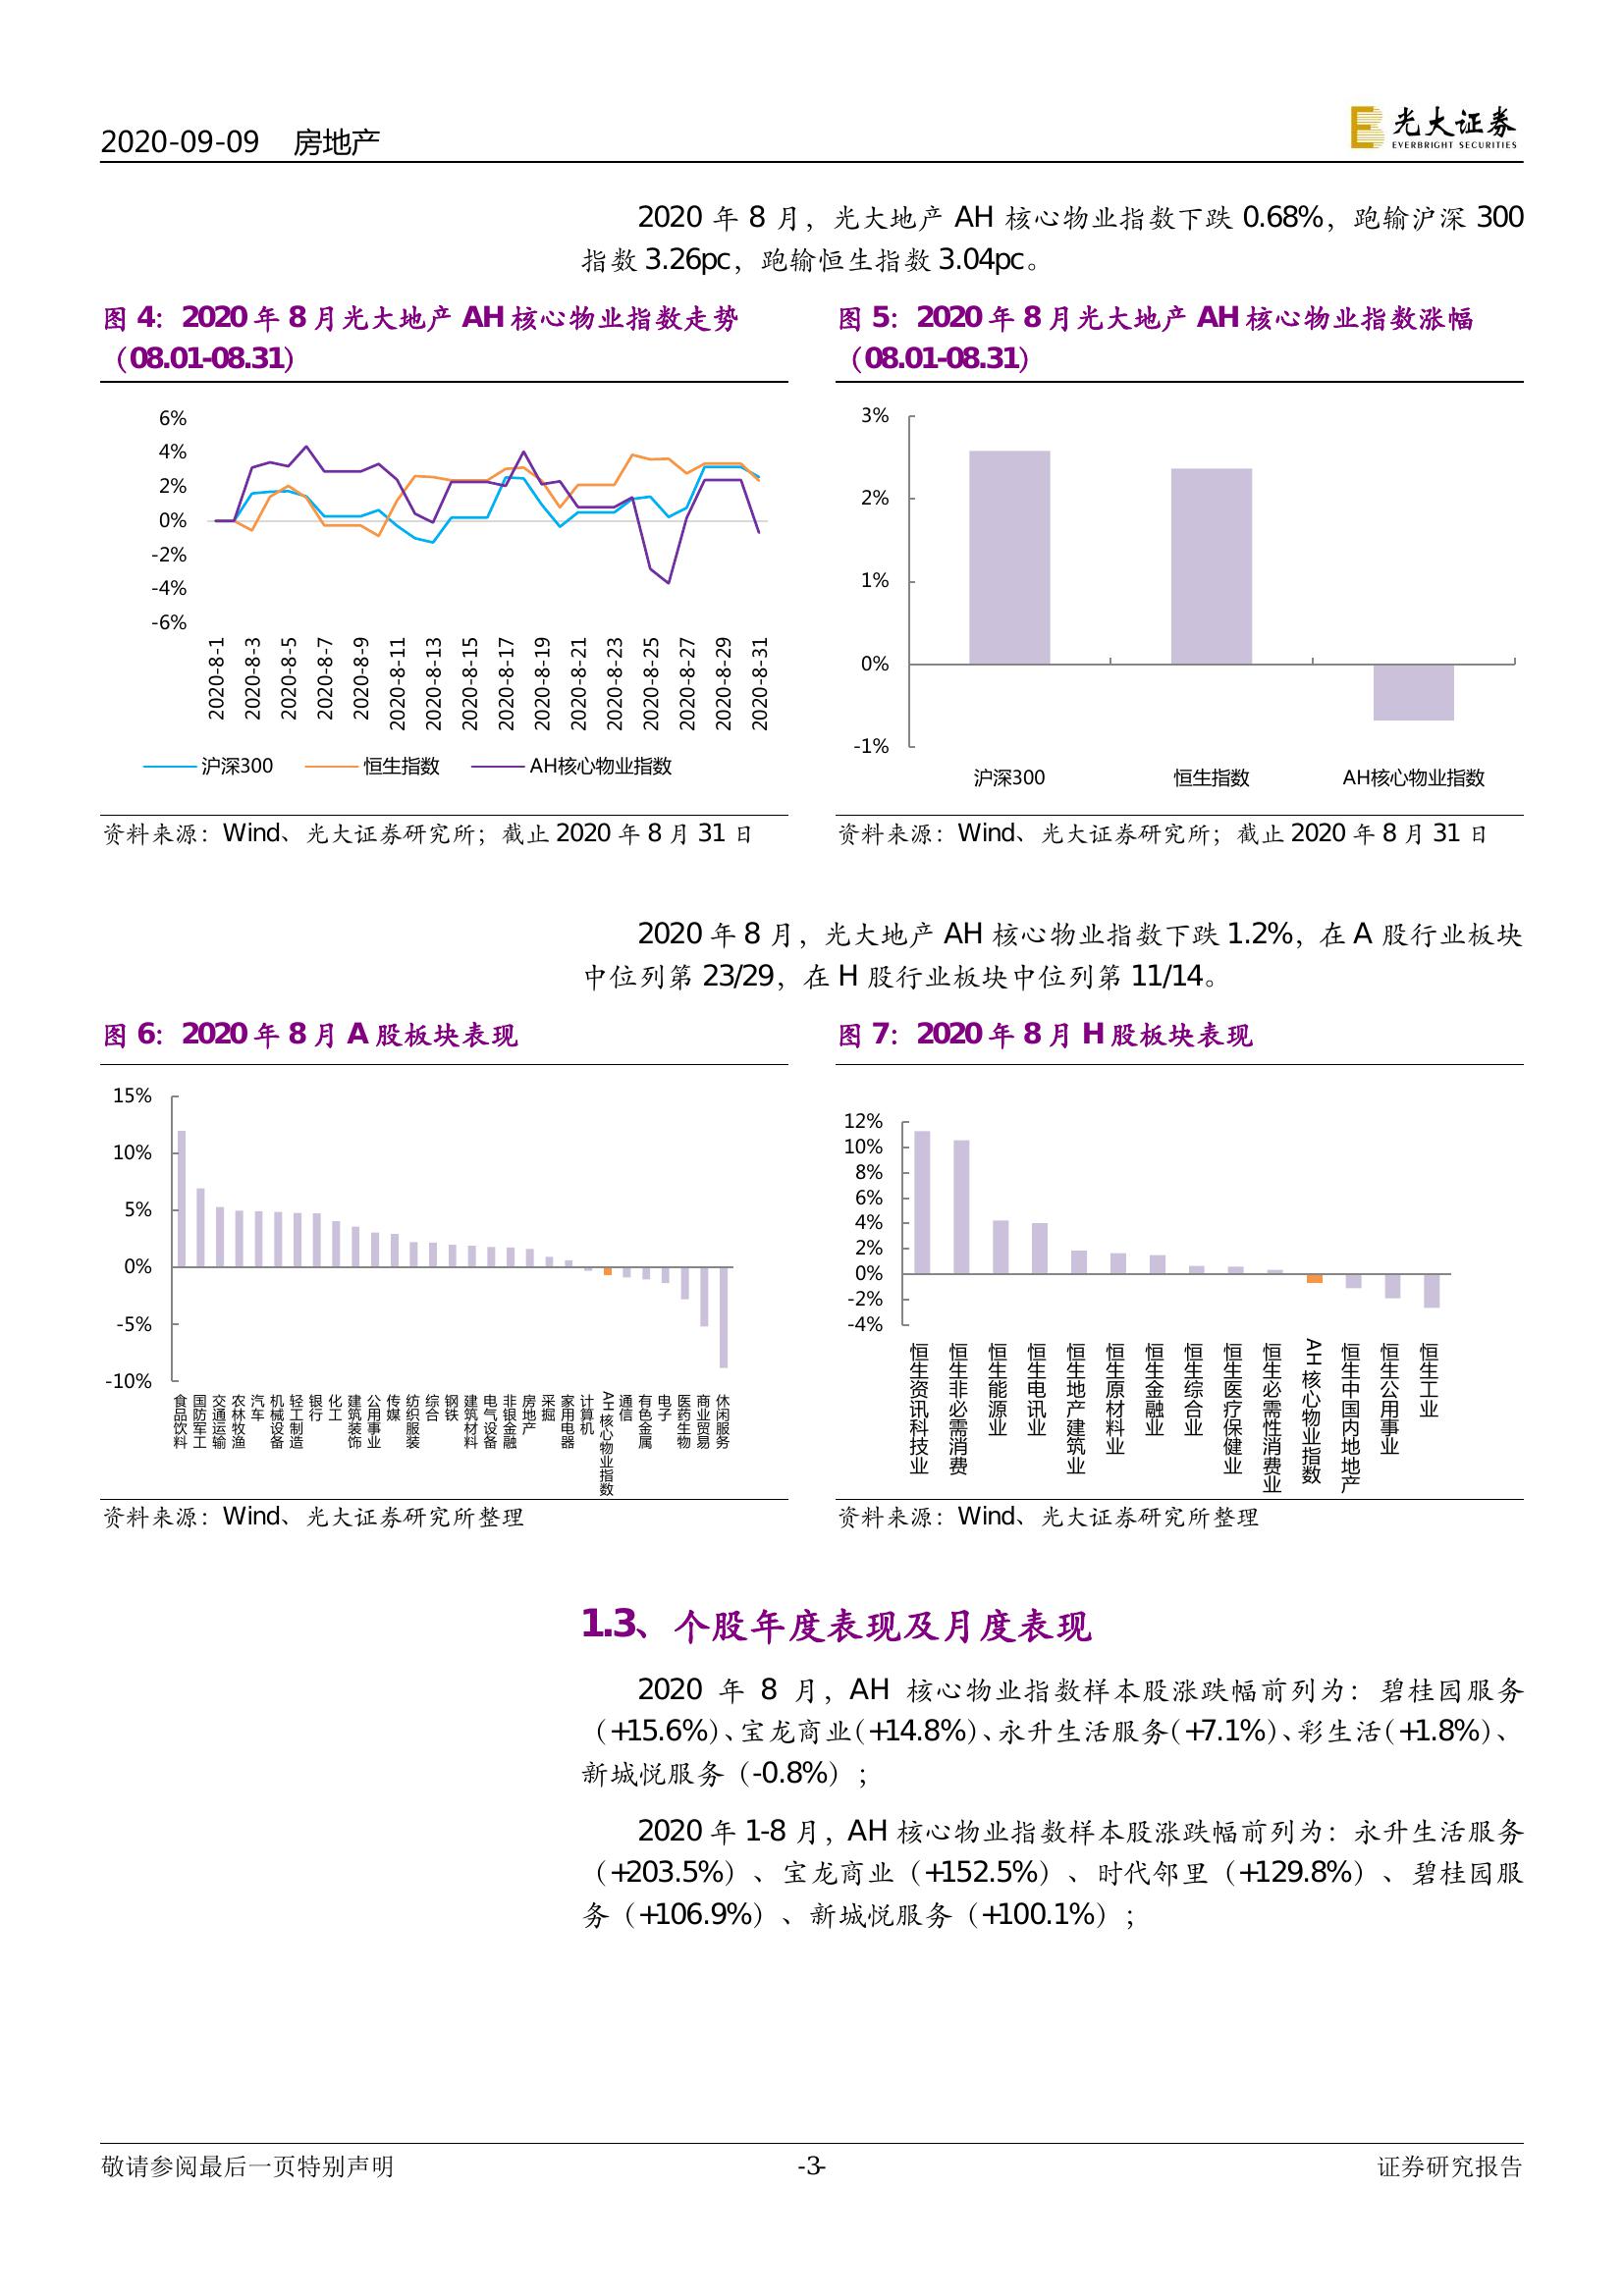 2020-09-09 房地产
光大证券
EVERBRIGHT SECURITIES
2020 年 8 月，光大地产 AH 核心物业指数下跌 0.68%，跑输沪深 300
指数 3.26pc，跑输恒生指数 3.04pc。
图 4：2020 年 8 月光大地产 AH 核心物业指数走势
（08.01-08.31）
6%
4%
2%
0%
-2%
-4%
-6%
2020-8-1
2020-8-3
2020-8-5
2020-8-7
2020-8-9
2020-8-11
2020-8-13
2020-8-15
2020-8-17
2020-8-19
2020-8-21
2020-8-23
2020-8-25
2020-8-27
2020-8-29
2020-8-31
沪深300 恒生指数 AH核心物业指数
资料来源：Wind、光大证券研究所；截止 2020 年 8 月 31 日
图 5：2020 年 8 月光大地产 AH 核心物业指数涨幅
（08.01-08.31）
3%
2%
1%
0%
-1%
沪深300 恒生指数 AH核心物业指数
资料来源：Wind、光大证券研究所；截止 2020 年 8 月 31 日
2020 年 8 月，光大地产 AH 核心物业指数下跌 1.2%，在 A 股行业板块
中位列第 23/29，在 H 股行业板块中位列第 11/14。
图 6：2020 年 8 月 A 股板块表现
15%
10%
5%
0%
-5%
-10%
食品饮料
国防军工
交通运输
农林牧渔
汽车
机械设备
轻工制造
银行
化工
建筑装饰
公用事业
传媒
纺织服装
综合
钢铁
建筑材料
电气设备
非银金融
房地产
采掘
家用电器
计算机
AH核心物业指数
通信
有色金属
电子
医药生物
商业贸易
休闲服务
资料来源：Wind、光大证券研究所整理
图 7：2020 年 8 月 H 股板块表现
12%
10%
8%
6%
4%
2%
0%
-2%
-4%
恒生资讯科技业
恒生非必需消费
恒生能源业
恒生电讯业
恒生地产建筑业
恒生原材料业
恒生金融业
恒生综合业
恒生医疗保健业
恒生必需性消费业
AH核心物业指数
恒生中国内地地产
恒生公用事业
恒生工业
资料来源：Wind、光大证券研究所整理
1.3、个股年度表现及月度表现
2020 年 8 月，AH 核心物业指数样本股涨跌幅前列为：碧桂园服务
（+15.6%）、宝龙商业（+14.8%）、永升生活服务（+7.1%）、彩生活（+1.8%）、
新城悦服务（-0.8%）；
2020 年 1-8 月，AH 核心物业指数样本股涨跌幅前列为：永升生活服务
（+203.5%）、宝龙商业（+152.5%）、时代邻里（+129.8%）、碧桂园服
务（+106.9%）、新城悦服务（+100.1%）；
敬请参阅最后一页特别声明 -3- 证券研究报告